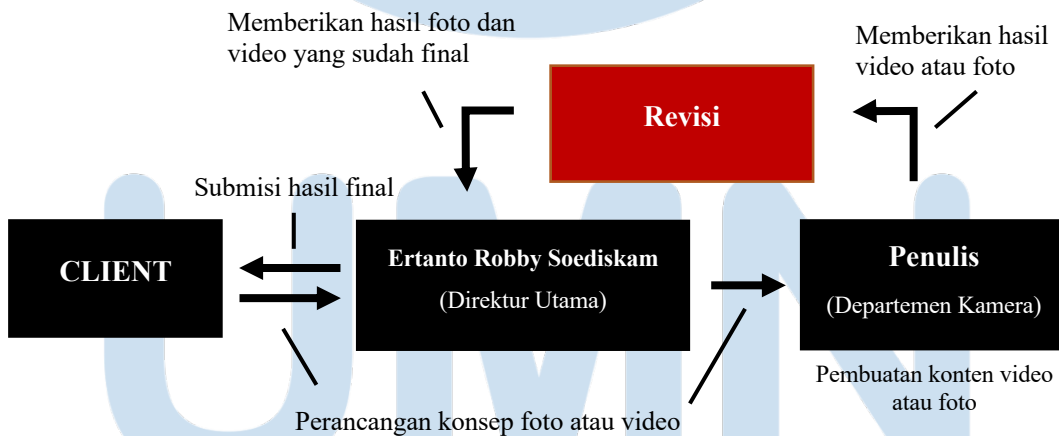 Memberikan hasil foto dan
video yang sudah final
Memberikan hasil
video atau foto
Revisi
Submisi hasil final
CLIENT
Ertanto Robby Soediskam
(Direktur Utama)
Penulis
(Departemen Kamera)
Pembuatan konten video
atau foto
Perancangan konsep foto atau video
UMN